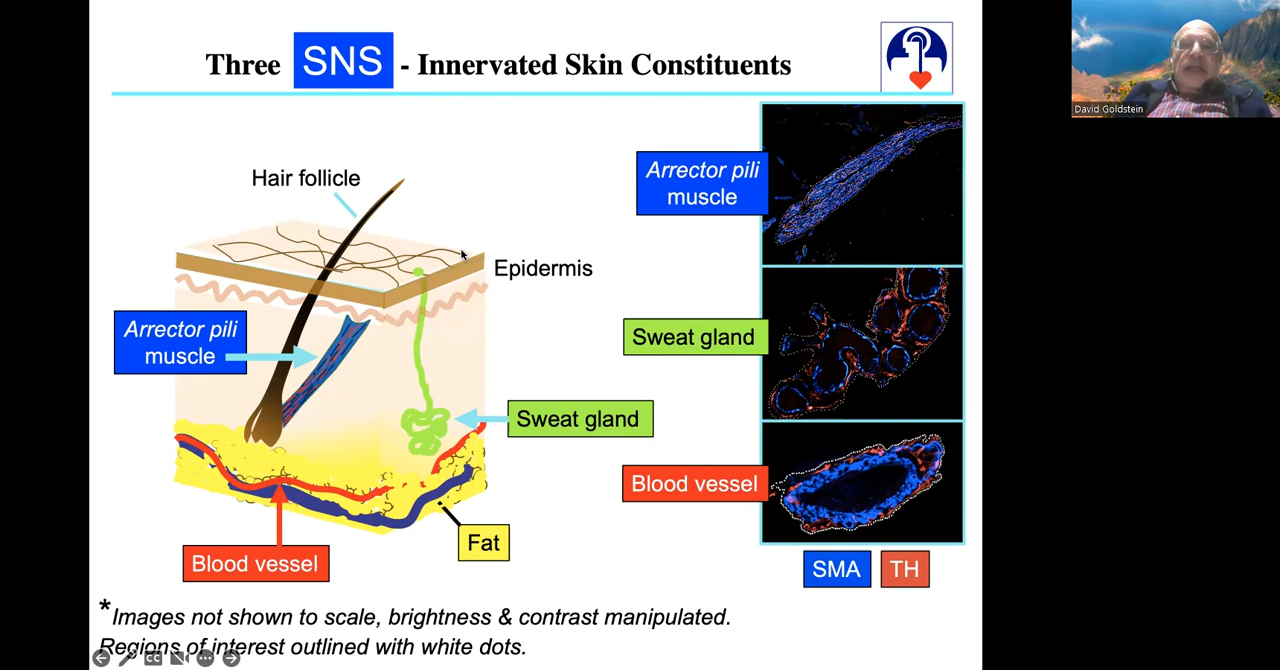 Three SNS - Innervated Skin Constituents
David Goldstein
Hair follicle
Epidermis
Arrector pili
muscle
Sweat gland
Blood vessel
Fat
Arrector pili
muscle
Sweat gland
Blood vessel
SMA TH
*Images not shown to scale, brightness & contrast manipulated.
Regions of interest outlined with white dots.
CC